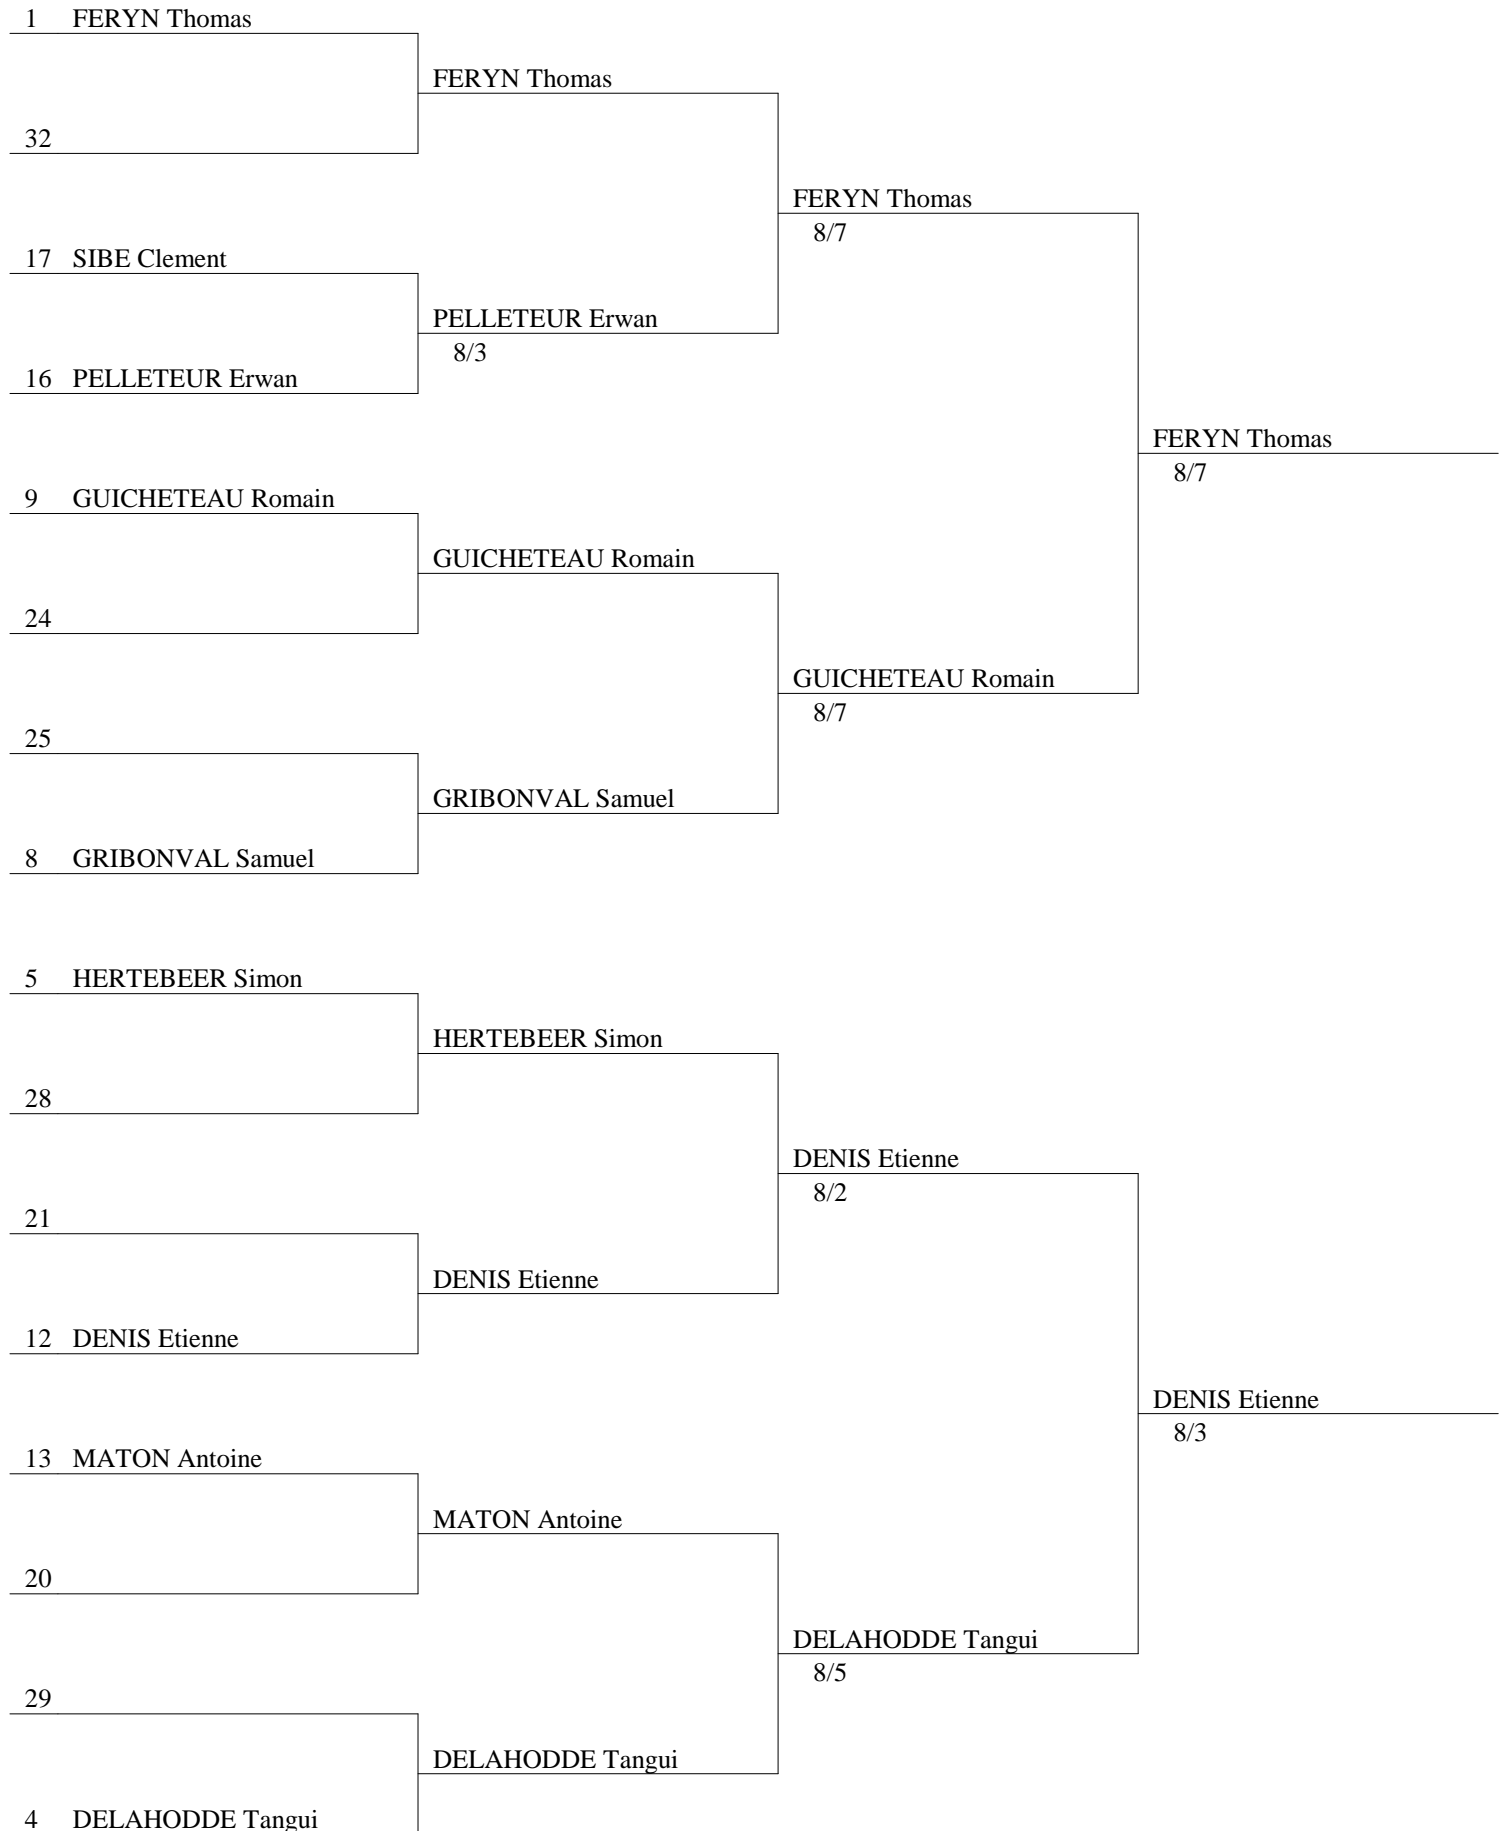 1 FERYN Thomas
FERYN Thomas
32
FERYN Thomas
8/7
17 SIBE Clement
PELLETEUR Erwan
8/3
16 PELLETEUR Erwan
FERYN Thomas
8/7
9 GUICHETEAU Romain
GUICHETEAU Romain
24
GUICHETEAU Romain
8/7
25
GRIBONVAL Samuel
8 GRIBONVAL Samuel
5 HERTEBEER Simon
HERTEBEER Simon
28
DENIS Etienne
8/2
21
DENIS Etienne
12 DENIS Etienne
DENIS Etienne
8/3
13 MATON Antoine
MATON Antoine
20
DELAHODDE Tangui
8/5
29
DELAHODDE Tangui
4 DELAHODDE Tangui